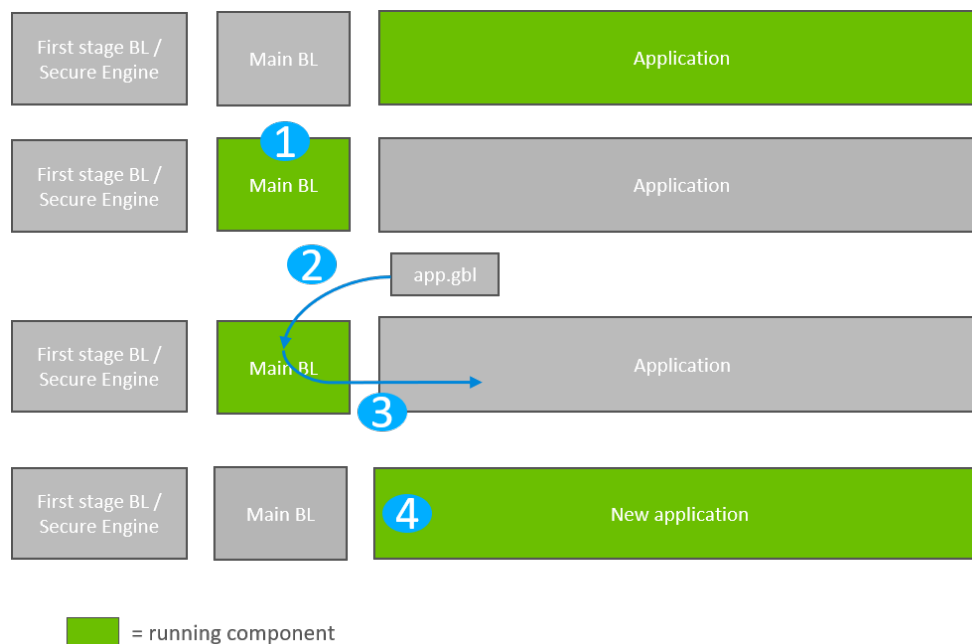 First stage BL /
Secure Engine
Main BL
Application
1
First stage BL /
Secure Engine
Main BL
Application
2
app.gbl
First stage BL /
Secure Engine
Main BL
Application
3
First stage BL /
Secure Engine
Main BL
4
New application
= running component